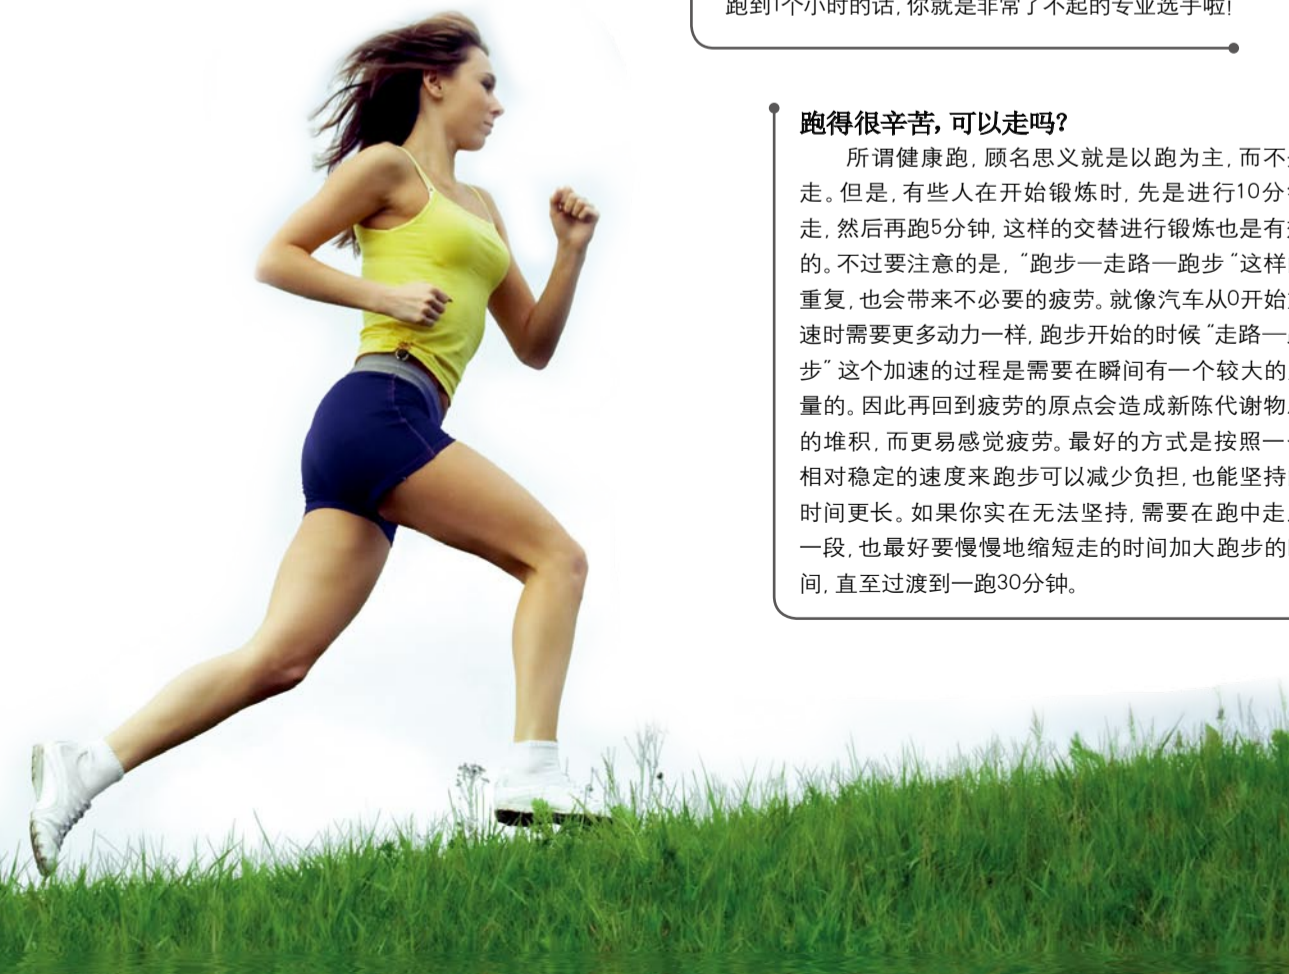 跑到1个小时的话, 你就是非常了不起的专业选手啦!
跑得很辛苦, 可以走吗?
所谓健康跑, 顾名思义就是以跑为主, 而不
走。但是, 有些人在开始锻炼时, 先是进行10分
走, 然后再跑5分钟, 这样的交替进行锻炼也是有
的。不过要注意的是, “跑步—走路—跑步 “这样
重复, 也会带来不必要的疲劳。就像汽车从0开始
速时需要更多动力一样, 跑步开始的时候 “走路—
步” 这个加速的过程是需要在瞬间有一个较大的
量的。因此再回到疲劳的原点会造成新陈代谢物
的堆积, 而更易感觉疲劳。最好的方式是按照一
相对稳定的速度来跑步可以减少负担, 也能坚持
时间更长。如果你实在无法坚持, 需要在跑中走
一段, 也最好要慢慢地缩短走的时间加大跑步的
间, 直至过渡到一跑30分钟。